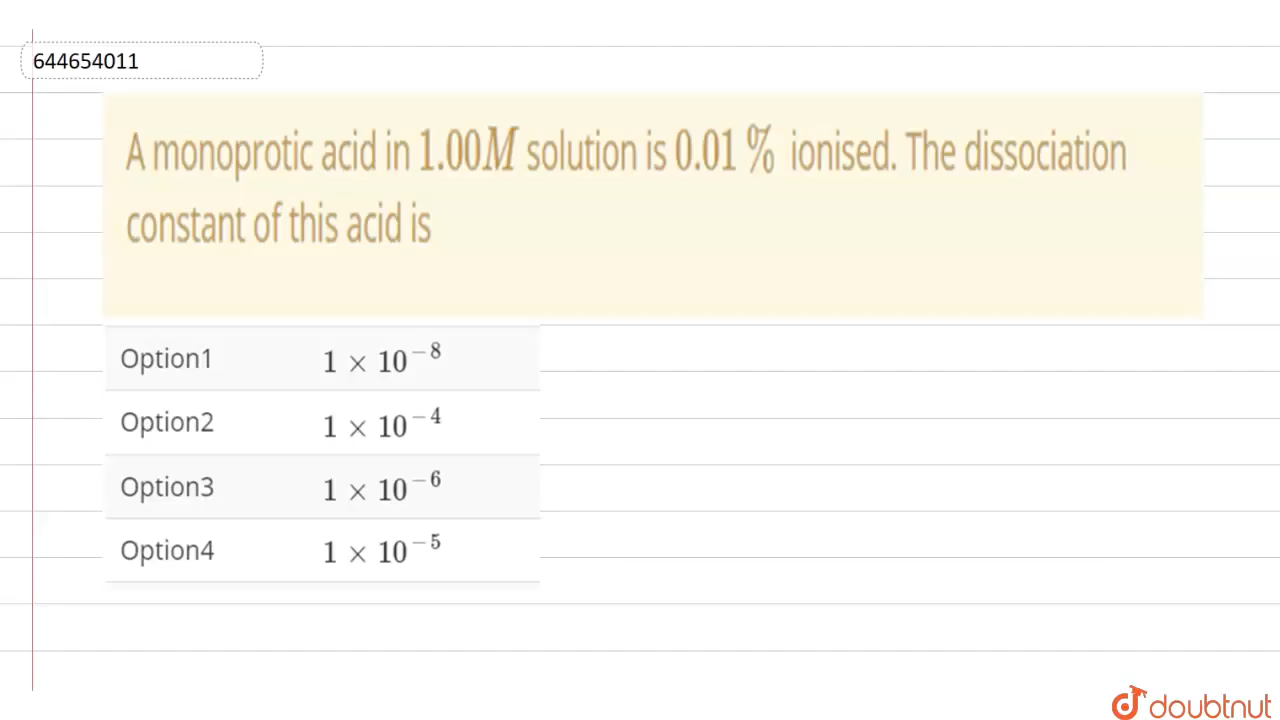 644654011
A monoprotic acid in 1.00M solution is 0.01 % ionised. The dissociation
constant of this acid is
Option1 1 × 10⁻⁸
Option2 1 × 10⁻⁴
Option3 1 × 10⁻⁶
Option4 1 × 10⁻⁵
doubtnut